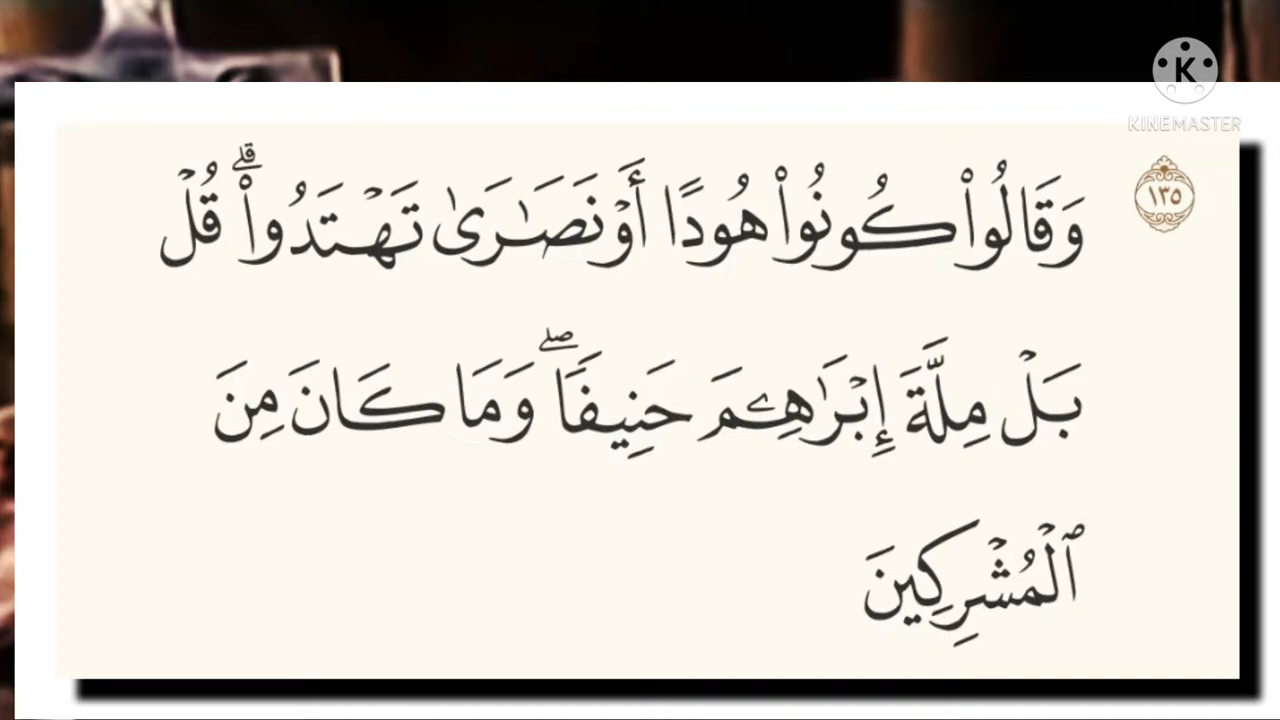 K
KINEMASTER
١٣٥
وَقَالُوا۟ كُونُوا۟ هُودًا أَوْ نَصَـٰرَىٰ تَهْتَدُوا۟ ۗ قُلْ
بَلْ مِلَّةَ إِبْرَٰهِـۧمَ حَنِيفًا ۖ وَمَا كَانَ مِنَ
ٱلْمُشْرِكِينَ